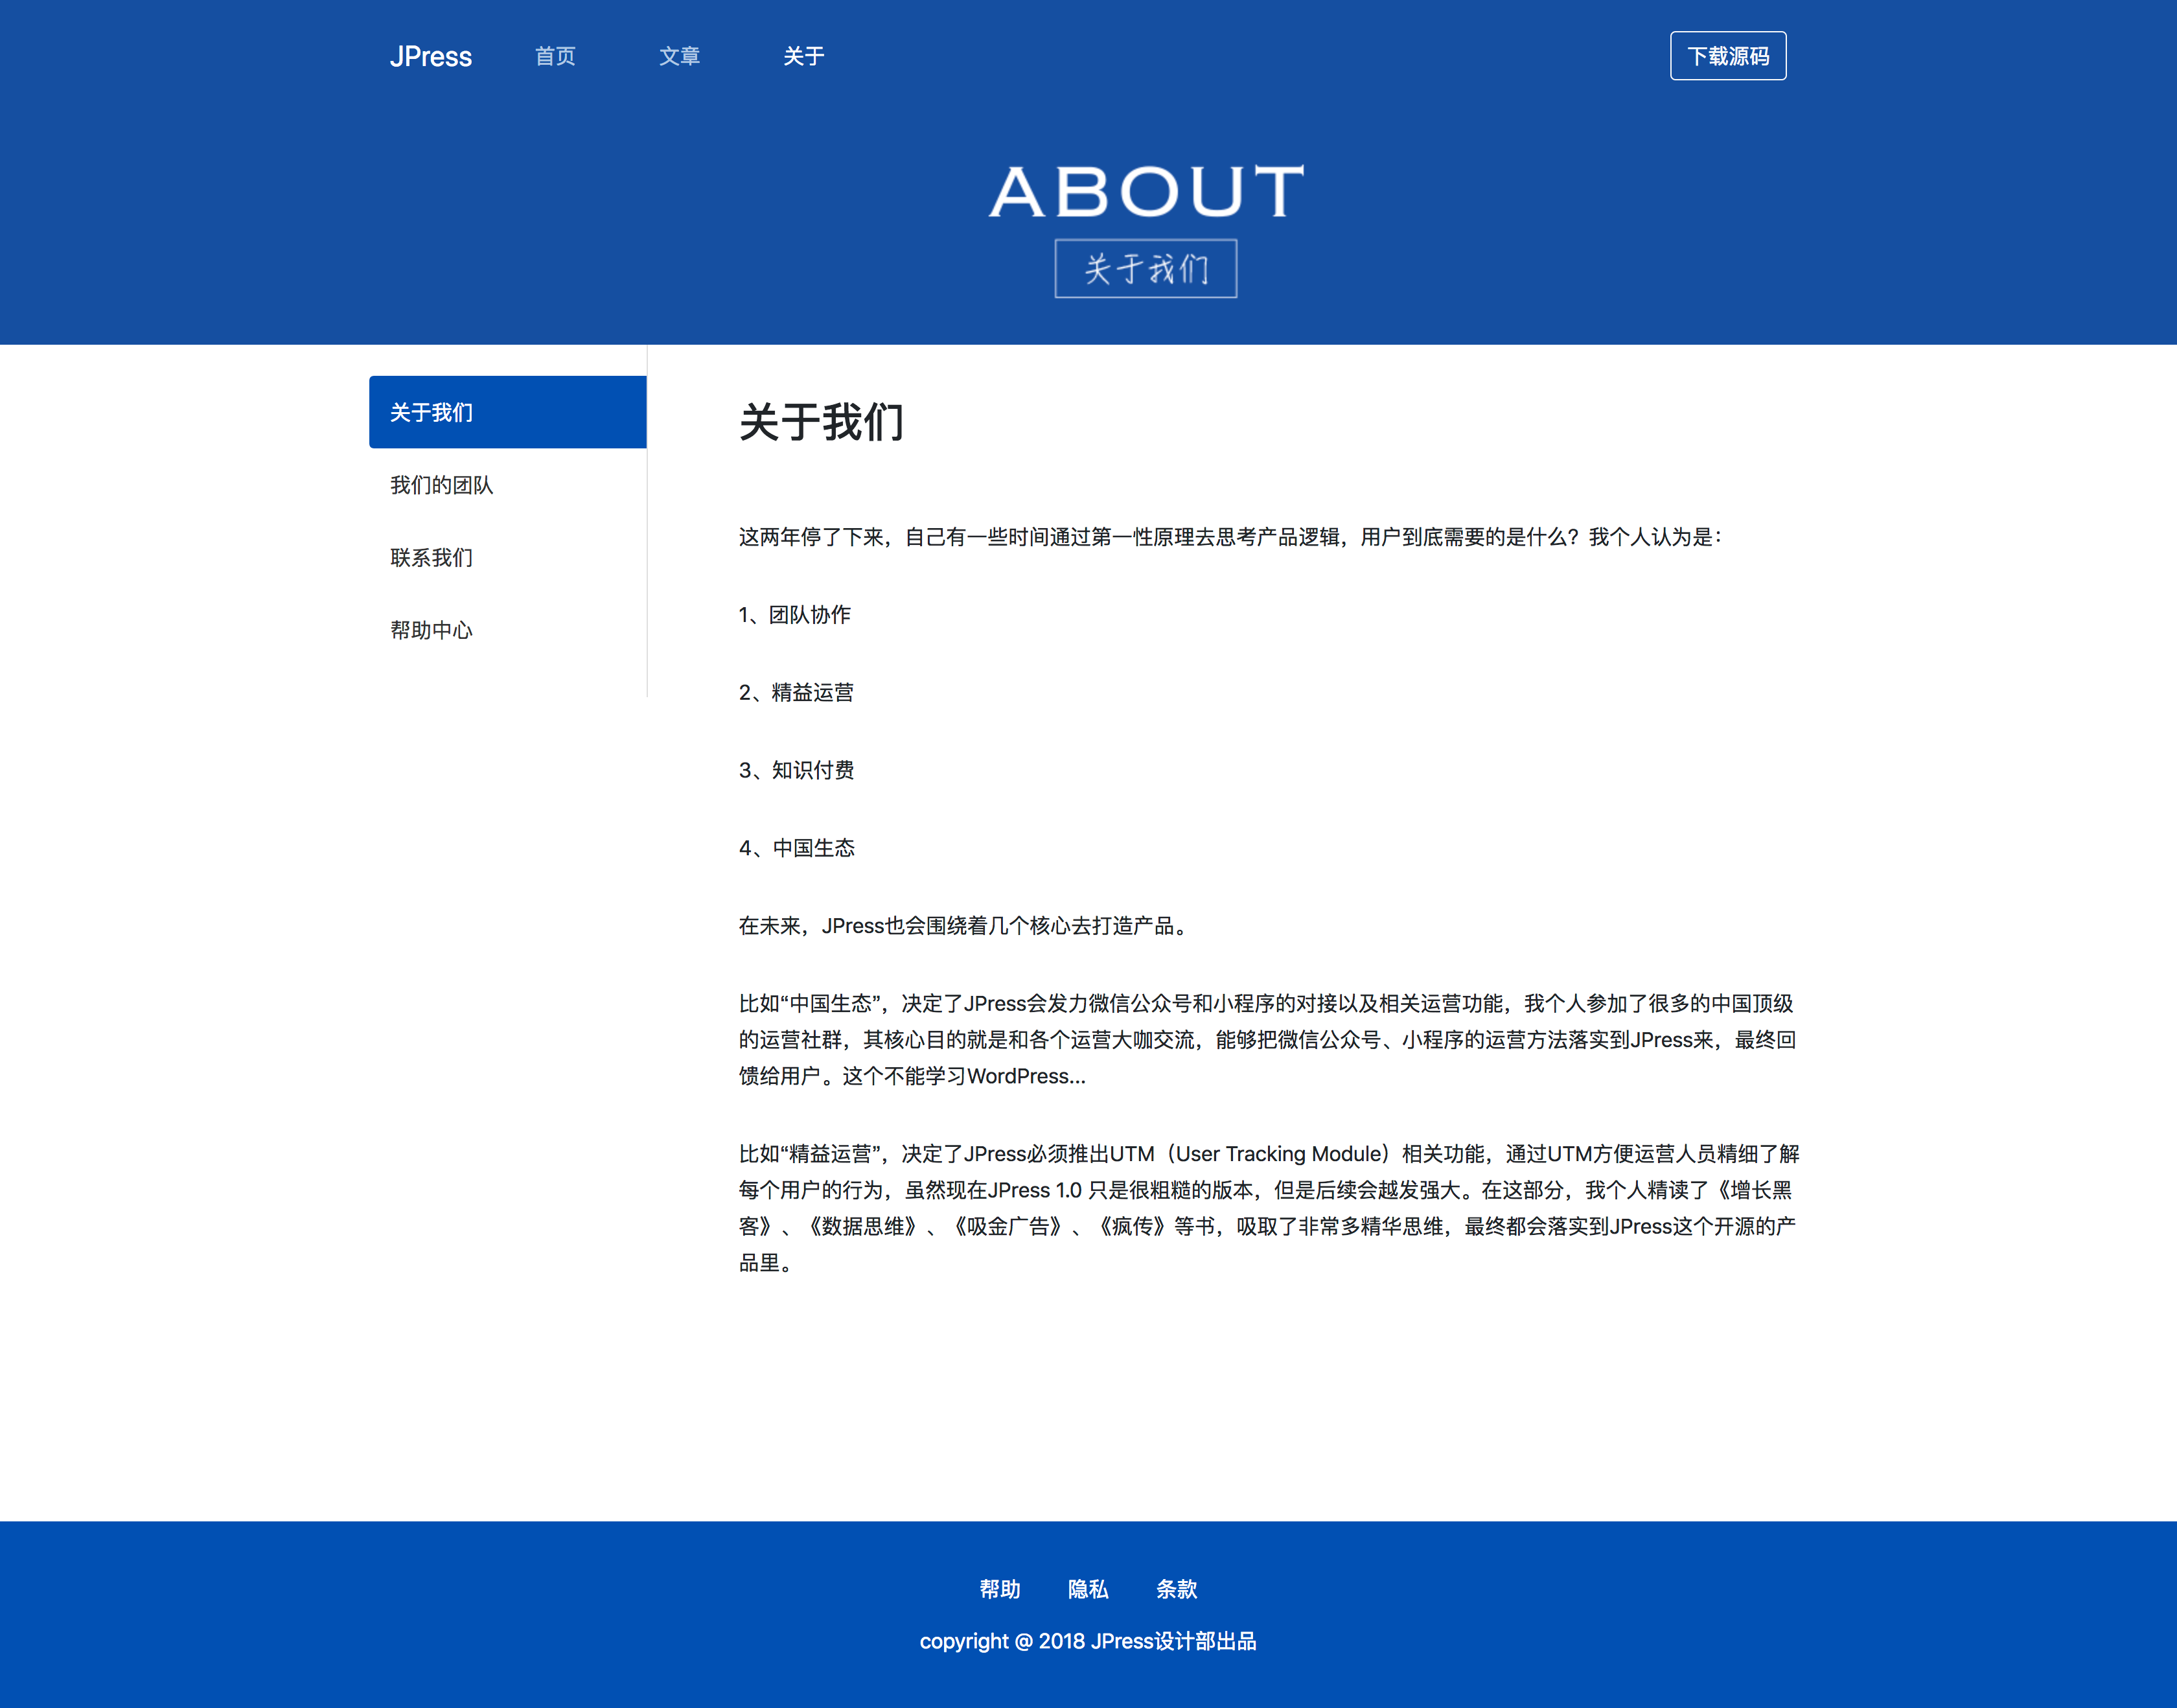 JPress 首页 文章 关于 下载源码
ABOUT
关于我们
关于我们
我们的团队
联系我们
帮助中心
关于我们
这两年停了下来，自己有一些时间通过第一性原理去思考产品逻辑，用户到底需要的是什么？我个人认为是：
1、团队协作
2、精益运营
3、知识付费
4、中国生态
在未来，JPress也会围绕着几个核心去打造产品。
比如“中国生态”，决定了JPress会发力微信公众号和小程序的对接以及相关运营功能，我个人参加了很多的中国顶级
的运营社群，其核心目的就是和各个运营大咖交流，能够把微信公众号、小程序的运营方法落实到JPress来，最终回
馈给用户。这个不能学习WordPress...
比如“精益运营”，决定了JPress必须推出UTM（User Tracking Module）相关功能，通过UTM方便运营人员精细了解
每个用户的行为，虽然现在JPress 1.0 只是很粗糙的版本，但是后续会越发强大。在这部分，我个人精读了《增长黑
客》、《数据思维》、《吸金广告》、《疯传》等书，吸取了非常多精华思维，最终都会落实到JPress这个开源的产
品里。
帮助 隐私 条款
copyright @ 2018 JPress设计部出品